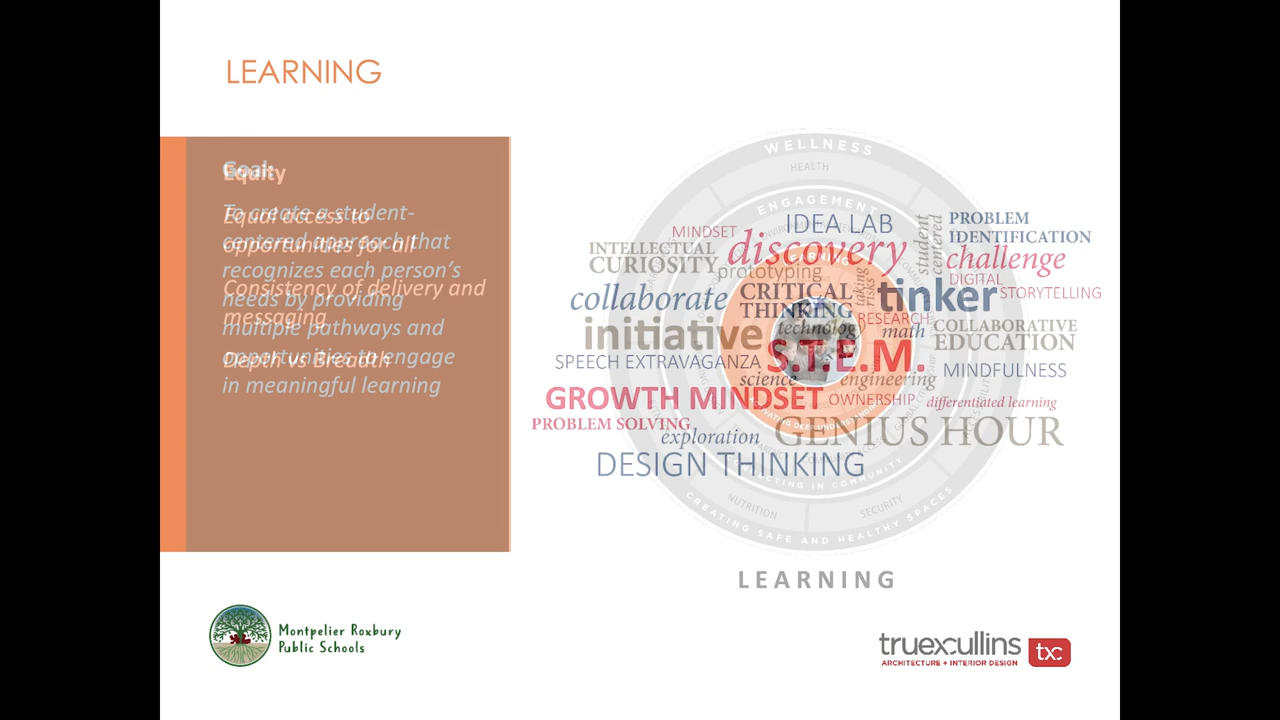 LEARNING
Goal:
Equity
To create a student-
centered approach that
recognizes each person's
needs by providing
multiple pathways and
opportunities to engage
in meaningful learning
Equal access to
opportunities for all
Consistency of delivery and
messaging
Depth vs Breadth
WELLNESS
HEALTH
ENGAGEMENT
IDEA LAB
MINDSET
discovery
student
centered
PROBLEM
IDENTIFICATION
INTELLECTUAL
CURIOSITY
prototyping
challenge
DIGITAL
STORYTELLING
collaborate
CRITICAL
THINKING
taking
risks
tinker
initiative
technology
RESEARCH
math
COLLABORATIVE
EDUCATION
SPEECH EXTRAVAGANZA
S.T.E.M.
MINDFULNESS
science
engineering
GROWTH MINDSET
OWNERSHIP
differentiated learning
PROBLEM SOLVING
exploration
GENIUS HOUR
DESIGN THINKING
NUTRITION
SECURITY
CREATING SAFE AND HEALTHY SPACES
LEARNING
Montpelier Roxbury
Public Schools
truexcullins
ARCHITECTURE + INTERIOR DESIGN
txc